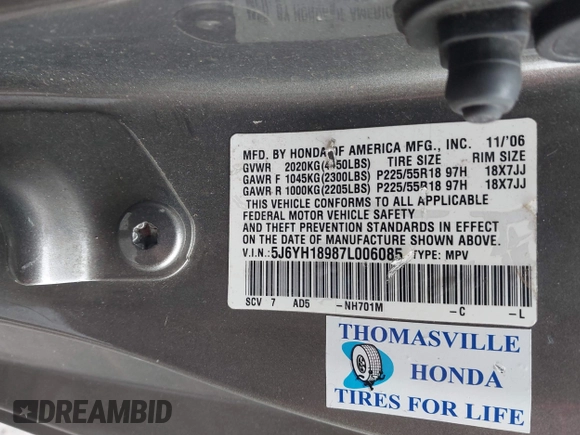 MFD. BY HONDA OF AMERICA MFG., INC. 11/'06
GVWR 2020KG(4450LBS) TIRE SIZE RIM SIZE
GAWR F 1045KG(2300LBS) P225/55R18 97H 18X7JJ
GAWR R 1000KG(2205LBS) P225/55R18 97H 18X7JJ
THIS VEHICLE CONFORMS TO ALL APPLICABLE
FEDERAL MOTOR VEHICLE SAFETY
AND THEFT PREVENTION STANDARDS IN EFFECT
ON THE DATE OF MANUFACTURE SHOWN ABOVE.
V.I.N.: 5J6YH18987L006085 TYPE: MPV
SCV 7 AD5 -NH701M -C -L
THOMASVILLE
HONDA
TIRES FOR LIFE
DREAMBID